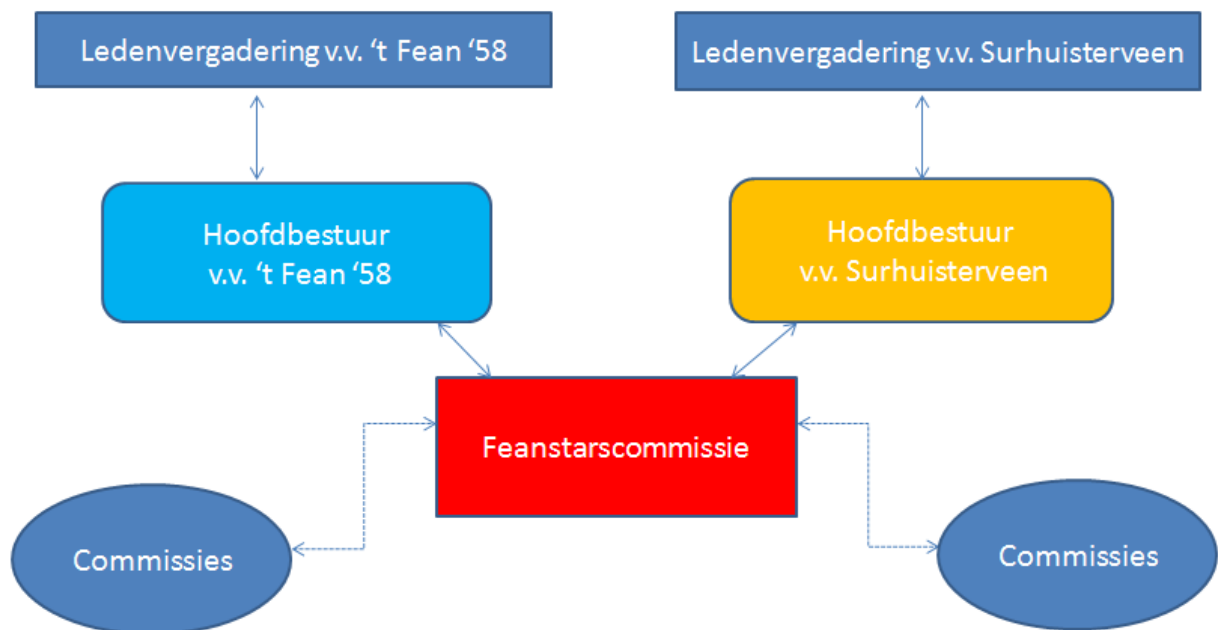 Ledenvergadering v.v. ‘t Fean ‘58
Ledenvergadering v.v. Surhuisterveen
Hoofdbestuur
v.v. ‘t Fean ‘58
Hoofdbestuur
v.v. Surhuisterveen
Feanstarscommissie
Commissies
Commissies